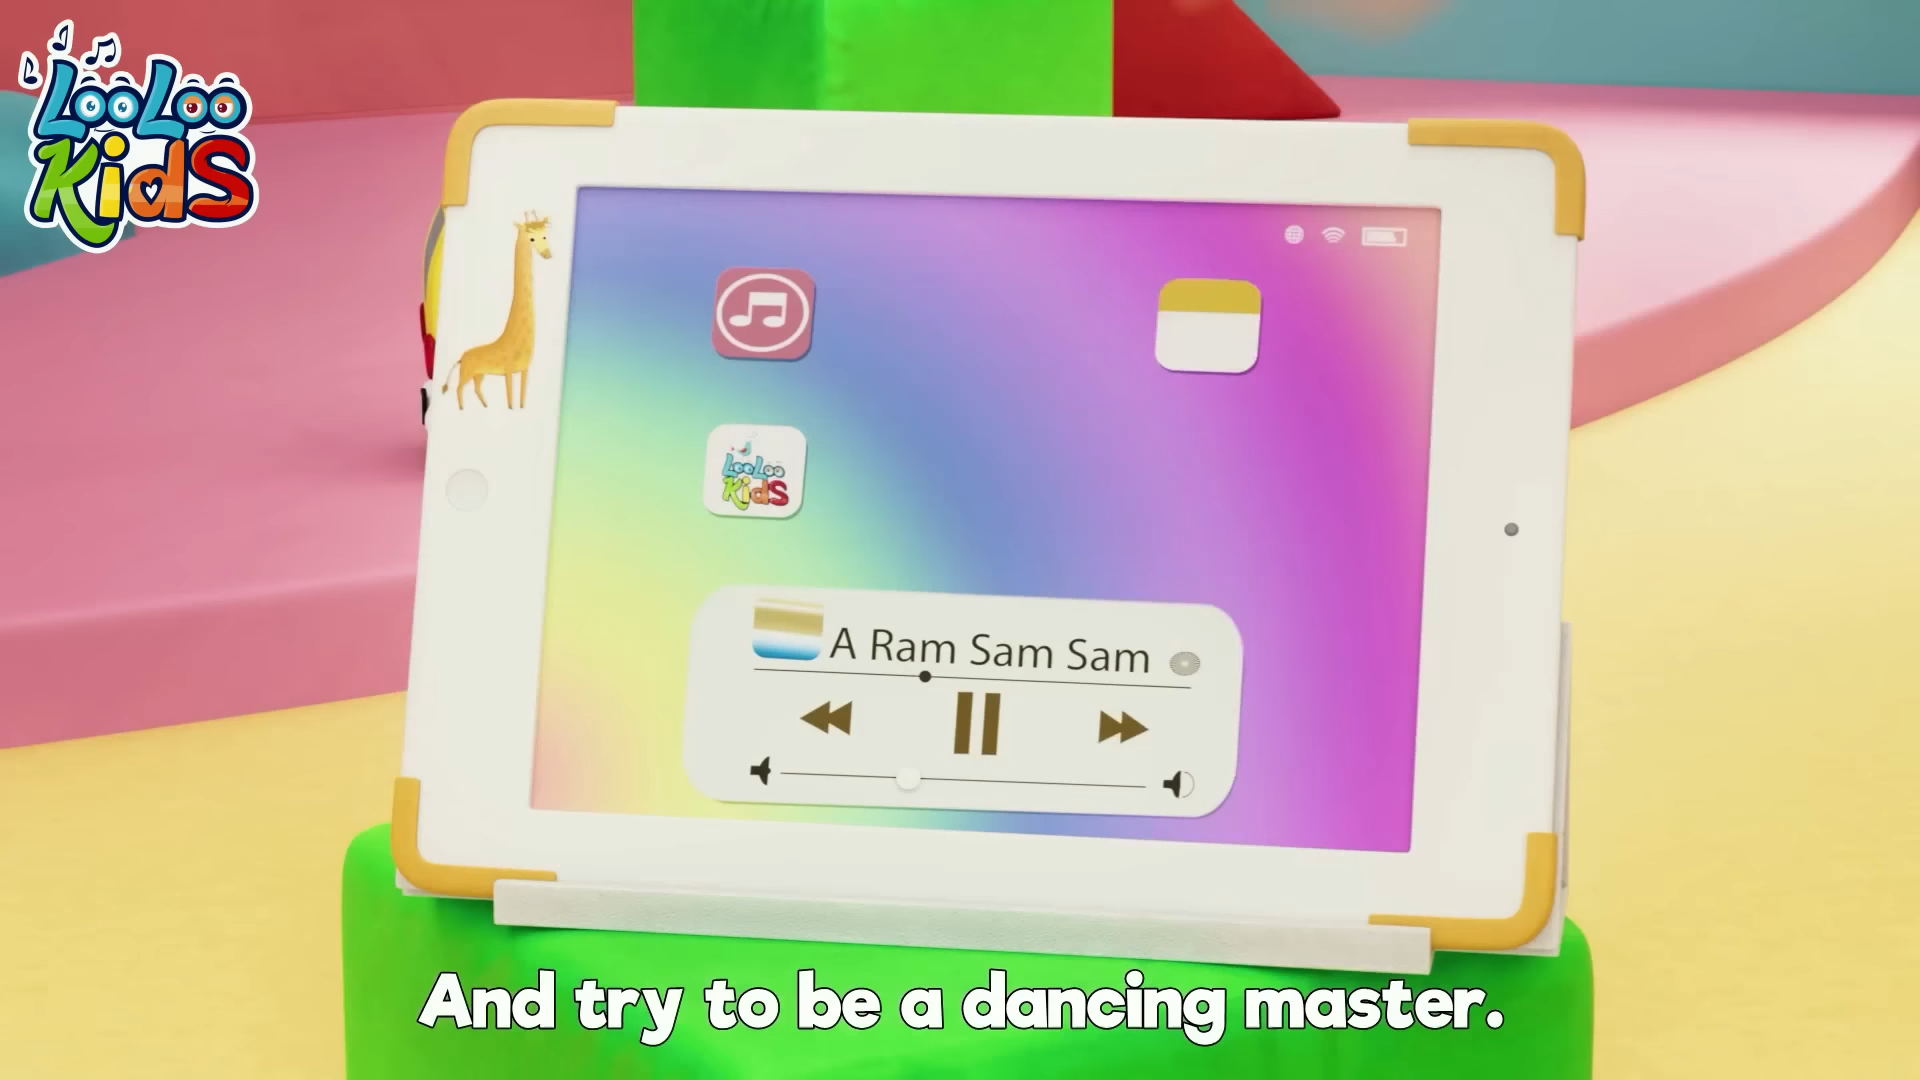 LooLoo
Kids
LooLoo
Kids
A Ram Sam Sam
And try to be a dancing master.